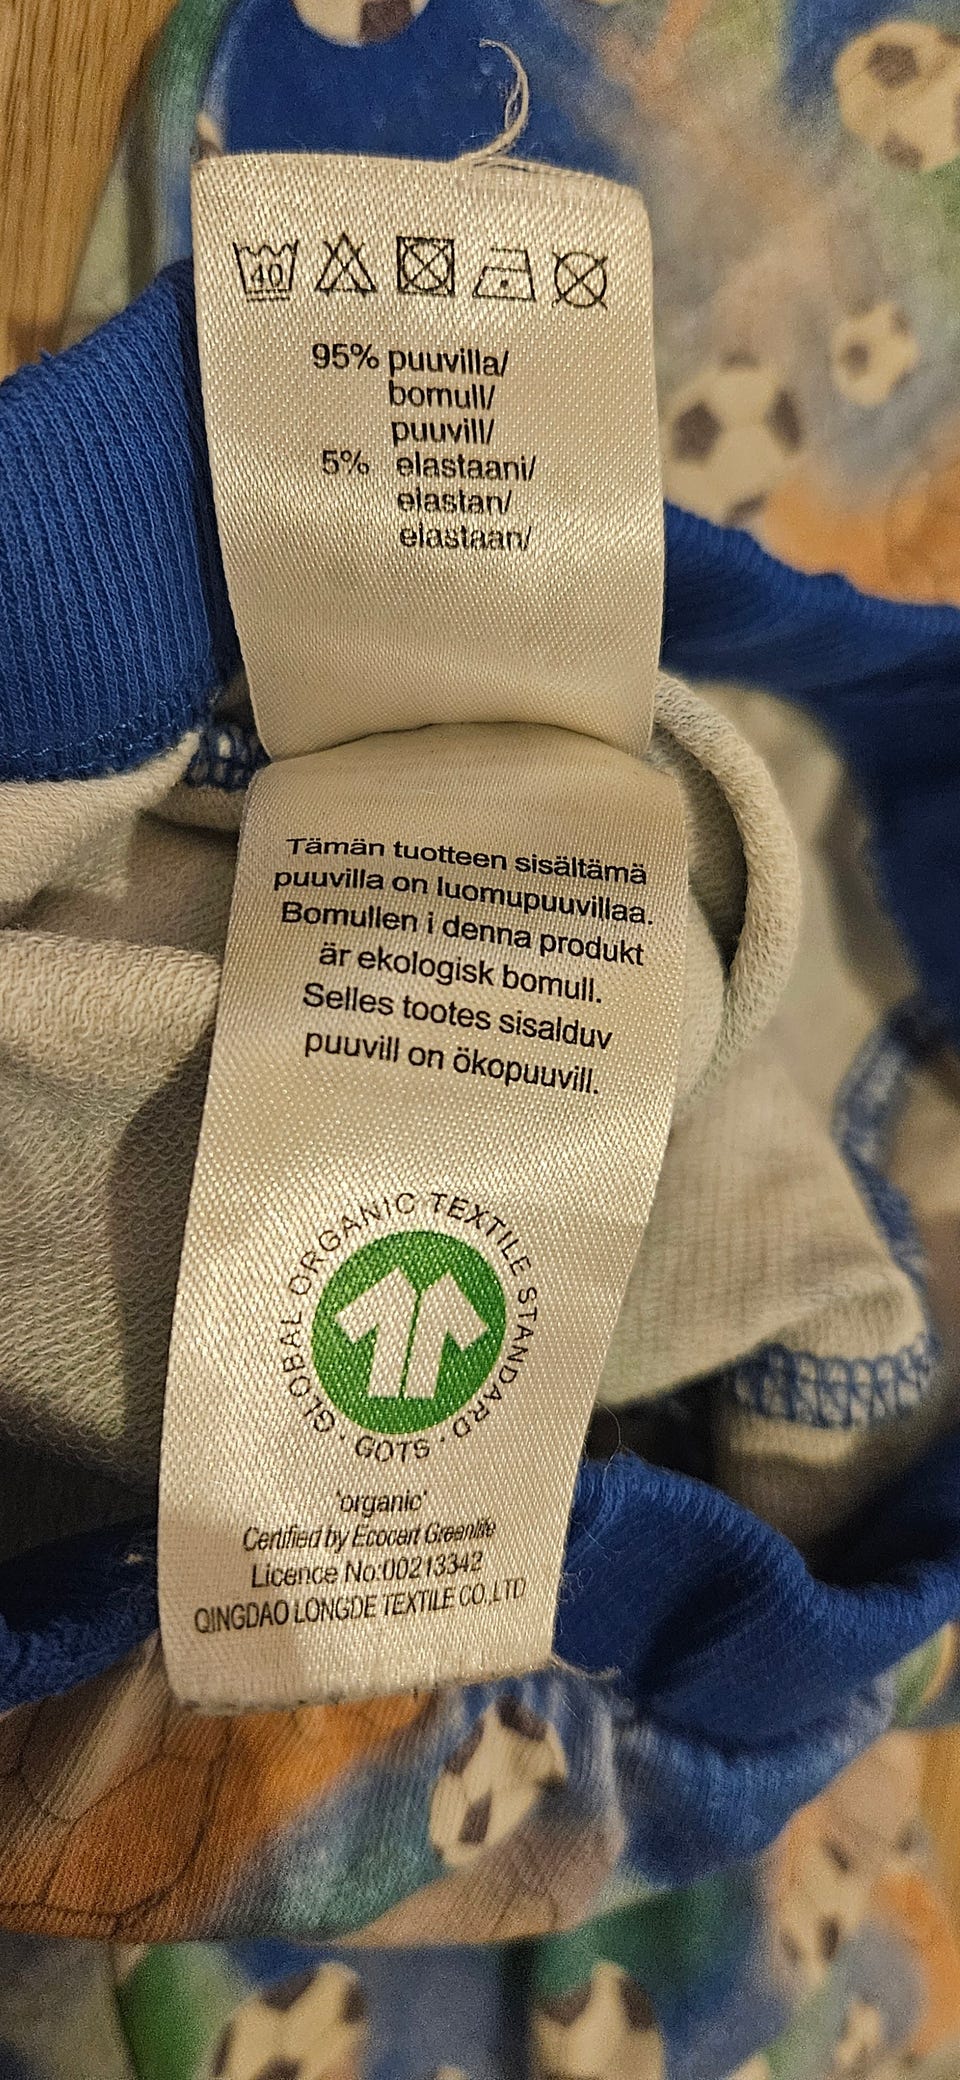 40
95% puuvilla/
bomull/
puuvill/
5% elastaani/
elastan/
elastaan/
Tämän tuotteen sisältämä
puuvilla on luomupuuvillaa.
Bomullen i denna produkt
är ekologisk bomull.
Selles tootes sisalduv
puuvill on ökopuuvill.
GLOBAL ORGANIC TEXTILE STANDARD
· GOTS ·
'organic'
Certified by Ecocert Greenlife
Licence No:00213342
QINGDAO LONGDE TEXTILE CO.,LTD